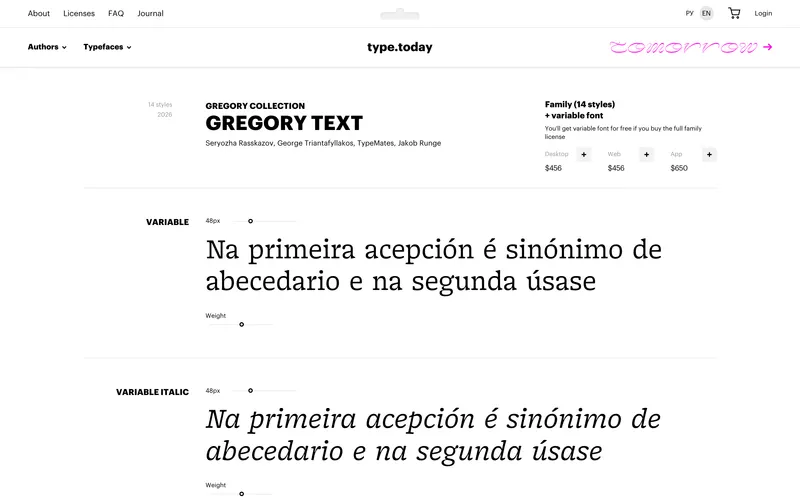 About Licenses FAQ Journal РУ EN Login
Authors Typefaces type.today tomorrow →
14 styles
2026
GREGORY COLLECTION
GREGORY TEXT
Seryozha Rasskazov, George Triantafyllakos, TypeMates, Jakob Runge
Family (14 styles)
+ variable font
You'll get variable font for free if you buy the full family
license
Desktop + Web + App +
$456 $456 $650
VARIABLE 48px
Na primeira acepción é sinónimo de
abecedario e na segunda úsase
Weight
VARIABLE ITALIC 48px
Na primeira acepción é sinónimo de
abecedario e na segunda úsase
Weight